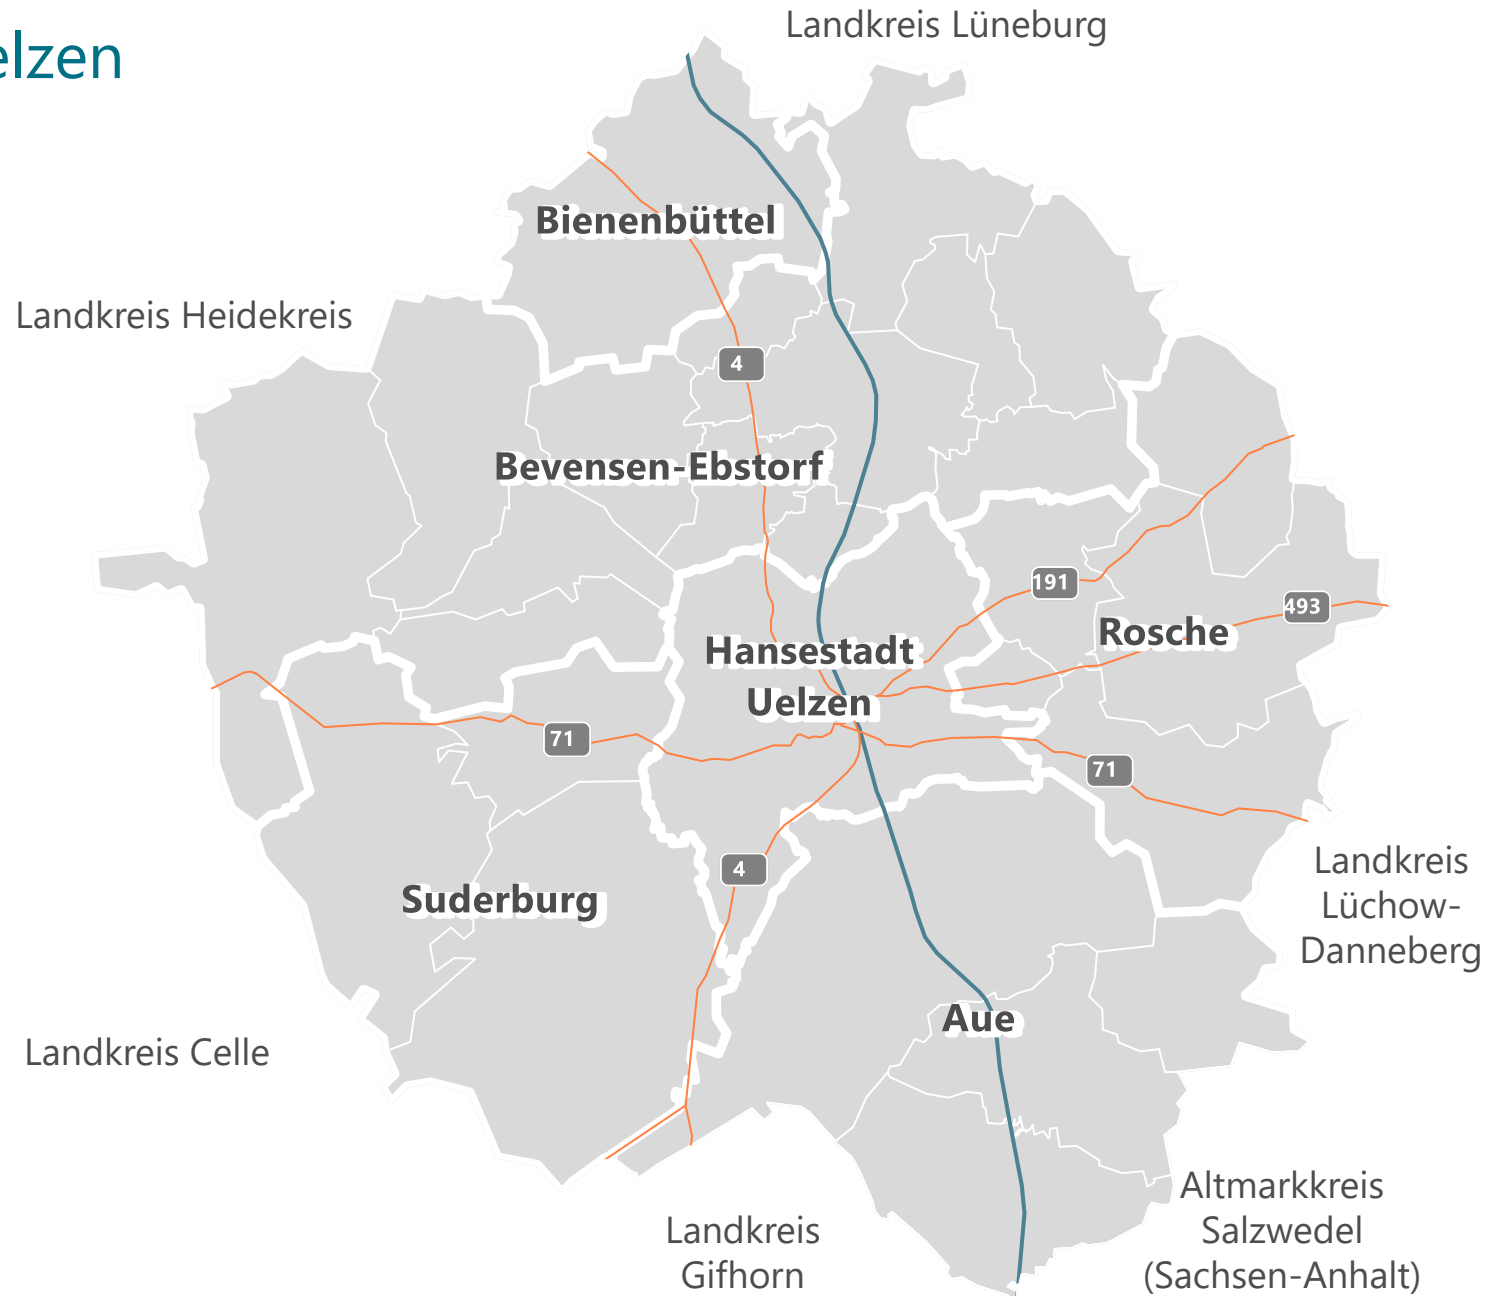 elzen
Landkreis Lüneburg
Bienenbüttel
Landkreis Heidekreis
4
Bevensen-Ebstorf
191
493
Rosche
Hansestadt
Uelzen
71
71
4
Landkreis
Lüchow-
Danneberg
Suderburg
Aue
Landkreis Celle
Altmarkkreis
Salzwedel
(Sachsen-Anhalt)
Landkreis
Gifhorn